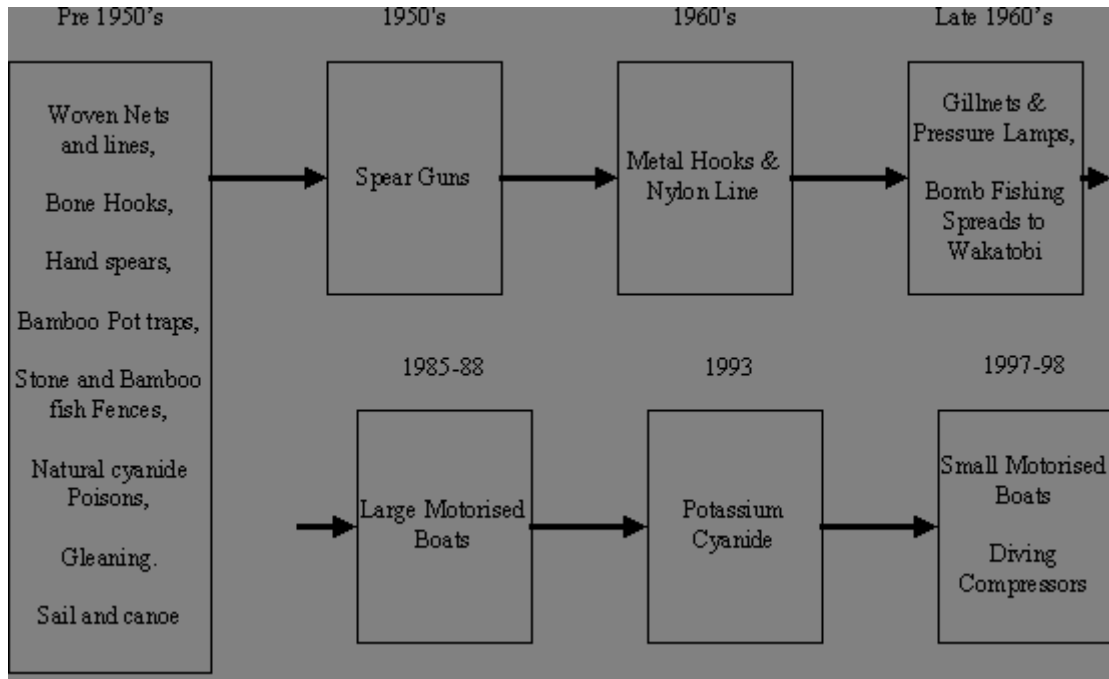 Pre 1950’s
Woven Nets
and lines,
Bone Hooks,
Hand spears,
Bamboo Pot traps,
Stone and Bamboo
fish Fences,
Natural cyanide
Poisons,
Gleaning.
Sail and canoe
1950's
Spear Guns
1960's
Metal Hooks &
Nylon Line
Late 1960’s
Gillnets &
Pressure Lamps,
Bomb Fishing
Spreads to
Wakatobi
1985-88
Large Motorised
Boats
1993
Potassium
Cyanide
1997-98
Small Motorised
Boats
Diving
Compressors